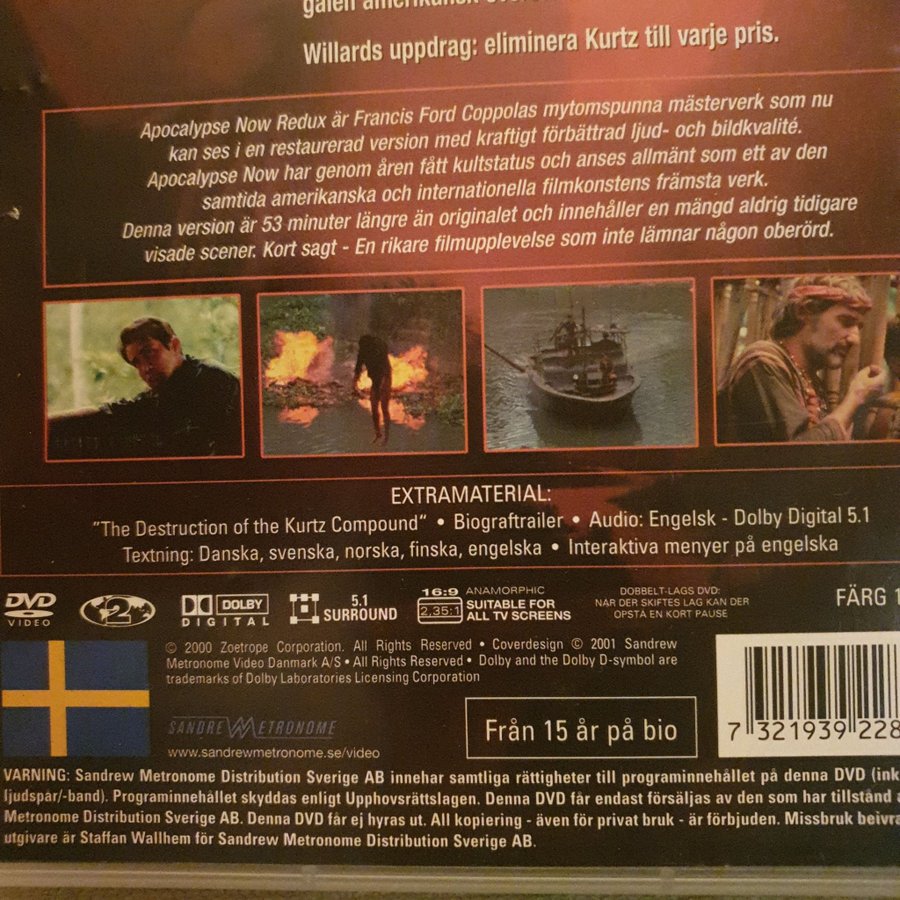 galen amerikansk
Willards uppdrag: eliminera Kurtz till varje pris.
Apocalypse Now Redux är Francis Ford Coppolas mytomspunna mästerverk som nu
kan ses i en restaurerad version med kraftigt förbättrad ljud- och bildkvalité.
Apocalypse Now har genom åren fått kultstatus och anses allmänt som ett av den
samtida amerikanska och internationella filmkonstens främsta verk.
Denna version är 53 minuter längre än originalet och innehåller en mängd aldrig tidigare
visade scener. Kort sagt - En rikare filmupplevelse som inte lämnar någon oberörd.
EXTRAMATERIAL:
"The Destruction of the Kurtz Compound" • Biograftrailer • Audio: Engelsk - Dolby Digital 5.1
Textning: Danska, svenska, norska, finska, engelska • Interaktiva menyer på engelska
DVD VIDEO
2
DOLBY DIGITAL
5.1 SURROUND
16:9 ANAMORPHIC
2.35:1 SUITABLE FOR ALL TV SCREENS
DOBBELT-LAGS DVD:
NÅR DER SKIFTES LAG KAN DER
OPSTÅ EN KORT PAUSE
FÄRG 1
© 2000 Zoetrope Corporation. All Rights Reserved • Coverdesign © 2001 Sandrew
Metronome Video Danmark A/S • All Rights Reserved • Dolby and the Dolby D-symbol are
trademarks of Dolby Laboratories Licensing Corporation
SANDREW METRONOME
www.sandrewmetronome.se/video
Från 15 år på bio
7 321939 228
VARNING: Sandrew Metronome Distribution Sverige AB innehar samtliga rättigheter till programinnehållet på denna DVD (ink
ljudspår/-band). Programinnehållet skyddas enligt Upphovsrättslagen. Denna DVD får endast försäljas av den som har tillstånd
Metronome Distribution Sverige AB. Denna DVD får ej hyras ut. All kopiering - även för privat bruk - är förbjuden. Missbruk beivra
utgivare är Staffan Wallhem för Sandrew Metronome Distribution Sverige AB.